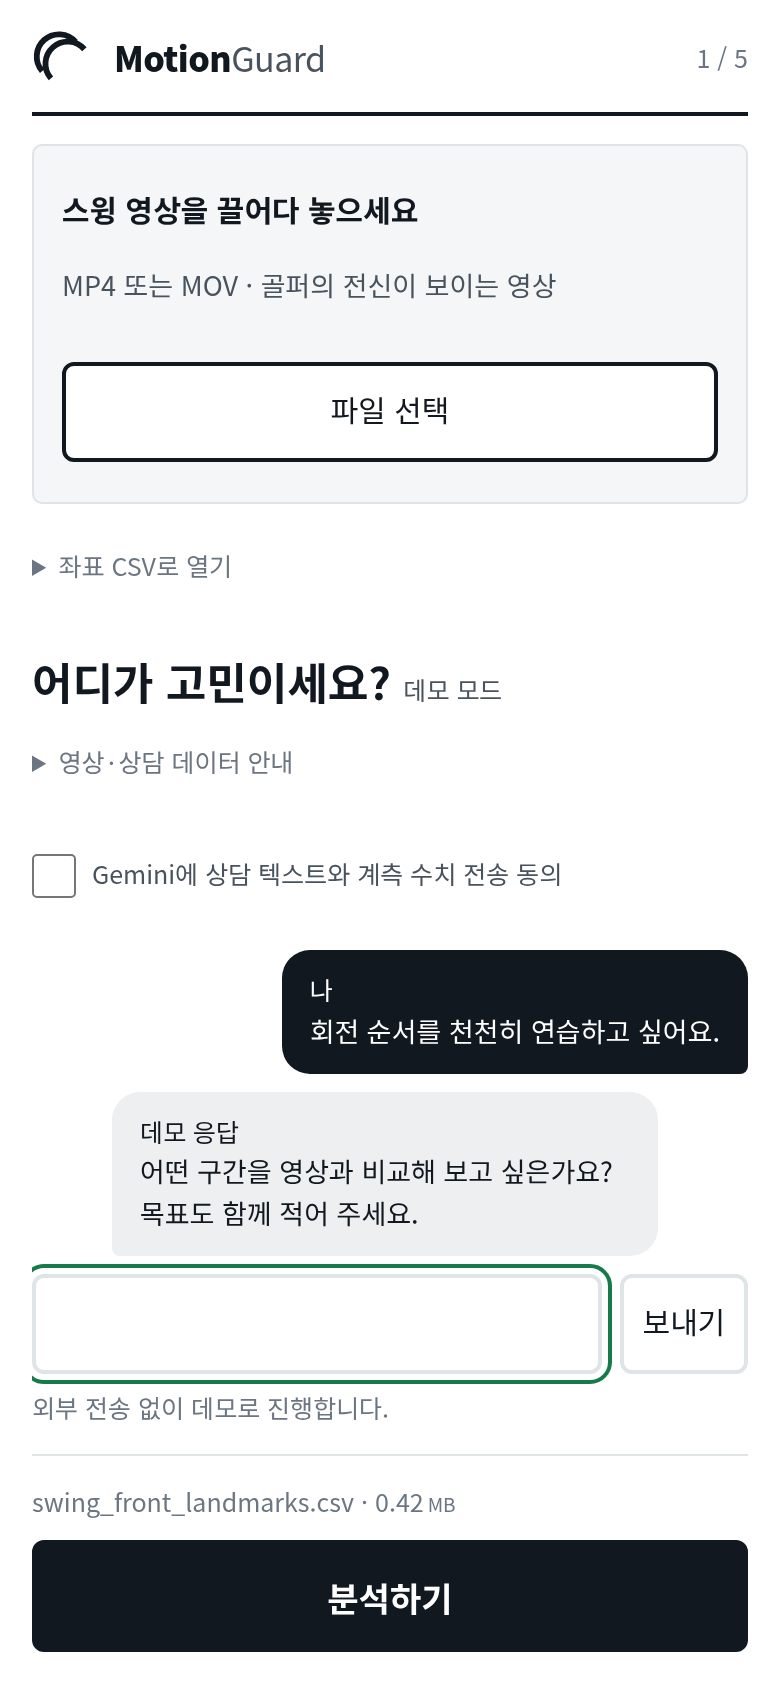 MotionGuard
1 / 5
스윙 영상을 끌어다 놓으세요
MP4 또는 MOV · 골퍼의 전신이 보이는 영상
파일 선택
▶ 좌표 CSV로 열기
어디가 고민이세요? 데모 모드
▶ 영상·상담 데이터 안내
Gemini에 상담 텍스트와 계측 수치 전송 동의
나
회전 순서를 천천히 연습하고 싶어요.
데모 응답
어떤 구간을 영상과 비교해 보고 싶은가요?
목표도 함께 적어 주세요.
보내기
외부 전송 없이 데모로 진행합니다.
swing_front_landmarks.csv · 0.42 MB
분석하기